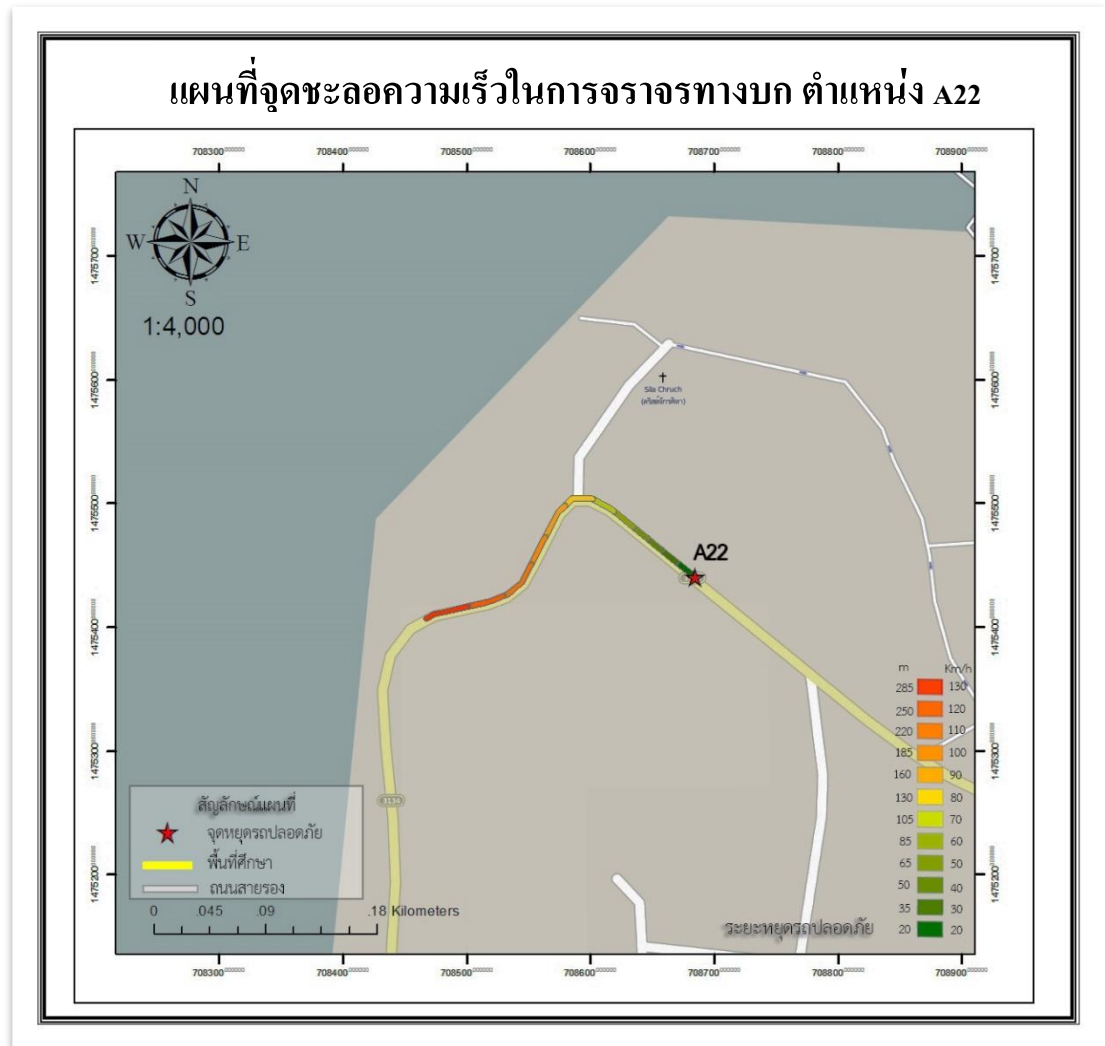 แผนที่จุดชะลอความเร็วในการจราจรทางบก ตำแหน่ง A22
708300 708400 708500 708600 708700 708800 708900
N
W E
S
1:4,000
1475700 1475700
1475600 1475600
Sila Chruch
1475500 1475500
A22
1475400 1475400
m Km/h
285 130
250 120
220 110
185 100
160 90
130 80
105 70
85 60
65 50
50 40
35 30
20 20
ระยะหยุดรถปลอดภัย
1475300 1475300
1475200 1475200
สัญลักษณ์แผนที่
จุดหยุดรถปลอดภัย
พื้นที่ศึกษา
ถนนสายรอง
0 .045 .09 .18 Kilometers
708300 708400 708500 708600 708700 708800 708900